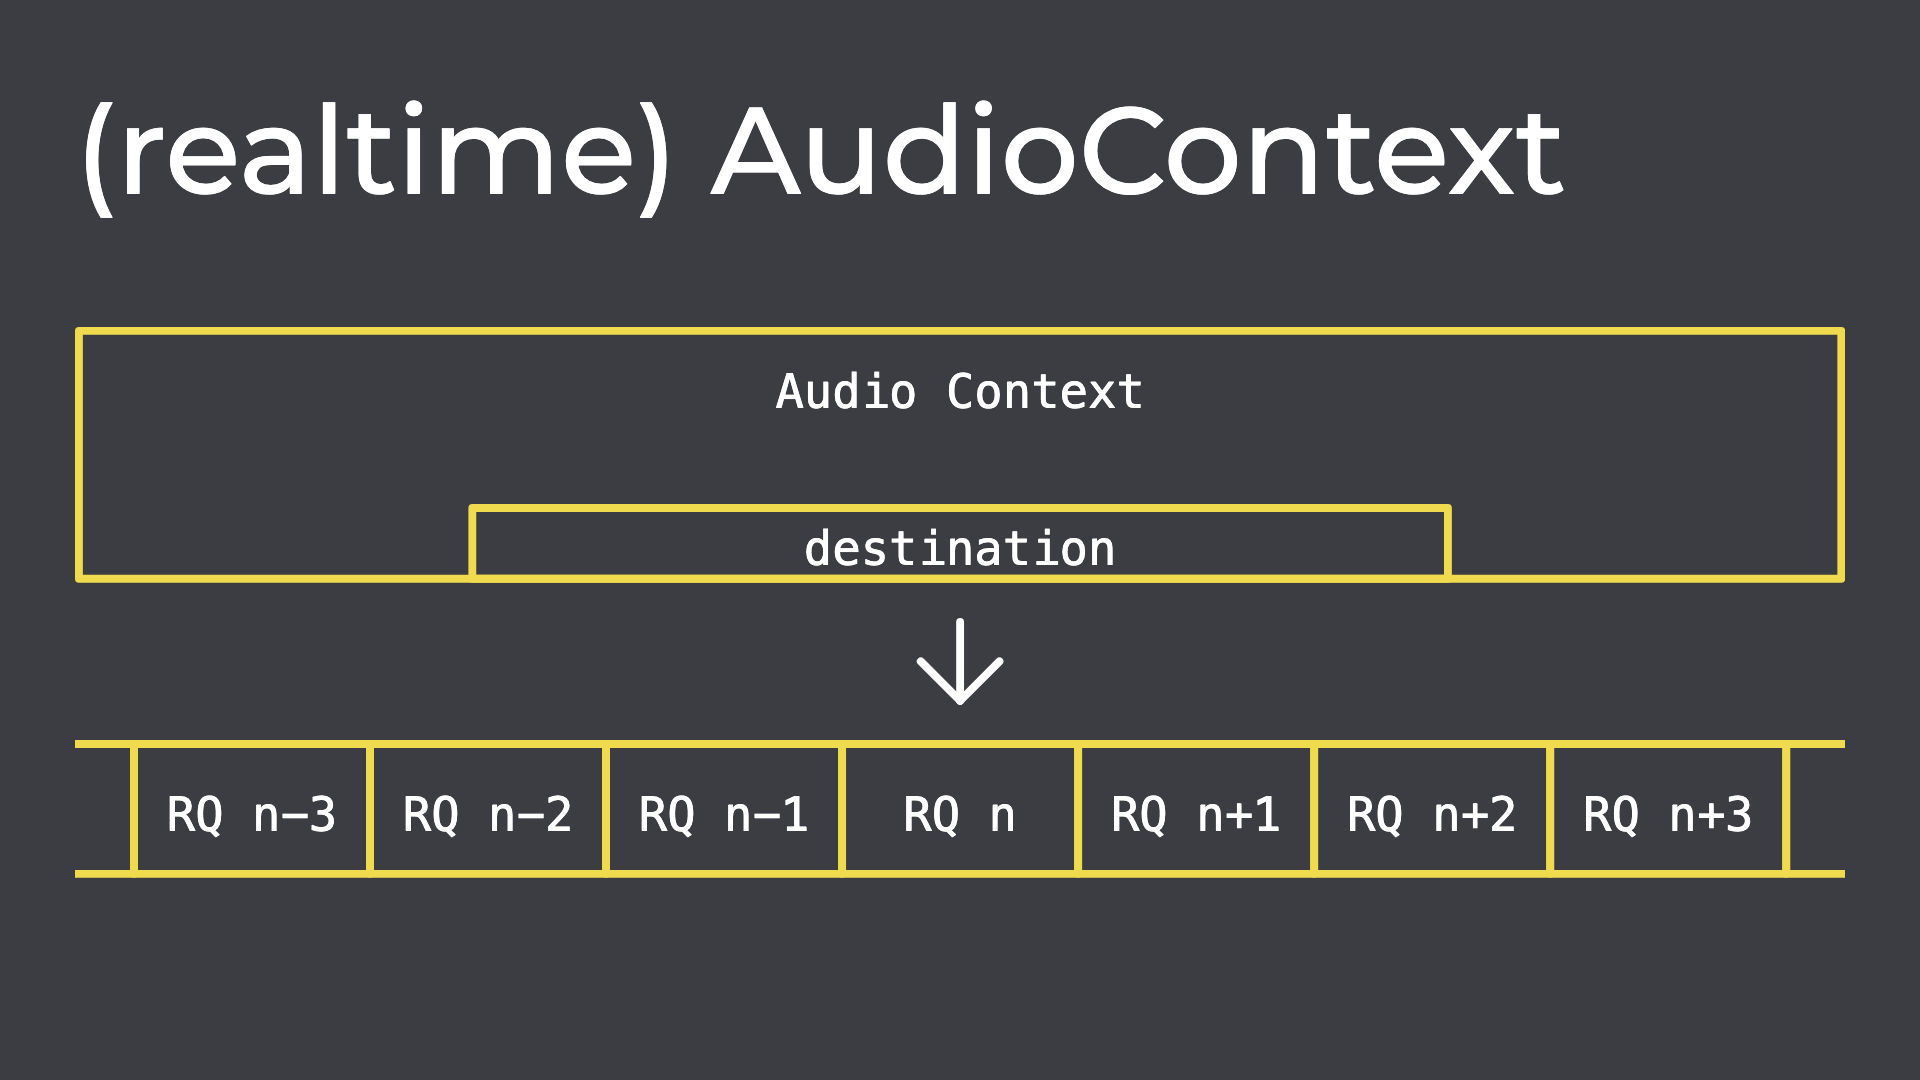 (realtime) AudioContext
Audio Context
destination
RQ n–3 RQ n–2 RQ n–1 RQ n RQ n+1 RQ n+2 RQ n+3